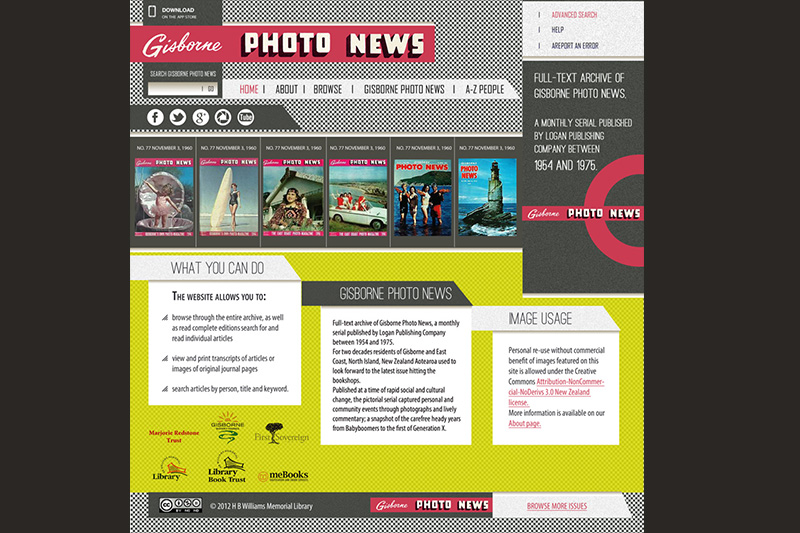 DOWNLOAD
ON THE APP STORE
Gisborne PHOTO NEWS
SEARCH GISBORNE PHOTO NEWS
GO
HOME | ABOUT | BROWSE | GISBORNE PHOTO NEWS | A-Z PEOPLE
| ADVANCED SEARCH
| HELP
| AREPORT AN ERROR
FULL-TEXT ARCHIVE OF
GISBORNE PHOTO NEWS,
A MONTHLY SERIAL PUBLISHED
BY LOGAN PUBLISHING
COMPANY BETWEEN
1954 AND 1975.
Gisborne PHOTO NEWS
NO. 77 NOVEMBER 3, 1960
NO. 77 NOVEMBER 3, 1960
NO. 77 NOVEMBER 3, 1960
NO. 77 NOVEMBER 3, 1960
NO. 77 NOVEMBER 3, 1960
NO. 77 NOVEMBER 3, 1960
Gisborne PHOTO NEWS
Gisborne PHOTO NEWS
Gisborne PHOTO NEWS
Gisborne PHOTO NEWS
PHOTO NEWS
PHOTO NEWS
WHAT YOU CAN DO
THE WEBSITE ALLOWS YOU TO:
browse through the entire archive, as well
as read complete editions search for and
read individual articles
view and print transcripts of articles or
images of original journal pages
search articles by person, title and keyword.
GISBORNE PHOTO NEWS
Full-text archive of Gisborne Photo News, a monthly
serial published by Logan Publishing Company
between 1954 and 1975.
For two decades residents of Gisborne and East
Coast, North Island, New Zealand Aotearoa used to
look forward to the latest issue hitting the
bookshops.
Published at a time of rapid social and cultural
change, the pictorial serial captured personal and
community events through photographs and lively
commentary; a snapshot of the carefree heady years
from Babyboomers to the first of Generation X.
IMAGE USAGE
Personal re-use without commercial
benefit of images featured on this
site is allowed under the Creative
Commons Attribution-NonCommer-
cial-NoDerivs 3.0 New Zealand
license.
More information is available on our
About page.
Marjorie Redstone
Trust
GISBORNE
First Sovereign
Library
Library
Book Trust
meBooks
cc BY NC ND
© 2012 H B Williams Memorial Library
Gisborne PHOTO NEWS
BROWSE MORE ISSUES